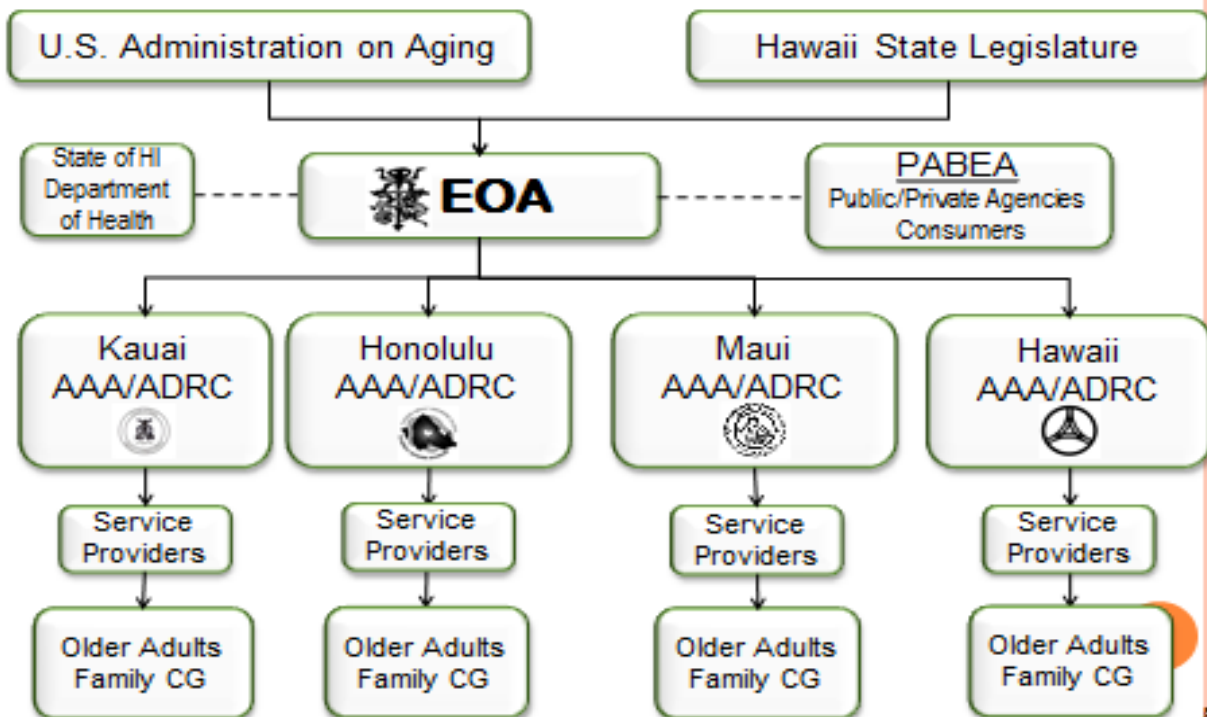 U.S. Administration on Aging
Hawaii State Legislature
State of HI
Department
of Health
EOA
PABEA
Public/Private Agencies
Consumers
Kauai
AAA/ADRC
Honolulu
AAA/ADRC
Maui
AAA/ADRC
Hawaii
AAA/ADRC
Service
Providers
Service
Providers
Service
Providers
Service
Providers
Older Adults
Family CG
Older Adults
Family CG
Older Adults
Family CG
Older Adults
Family CG